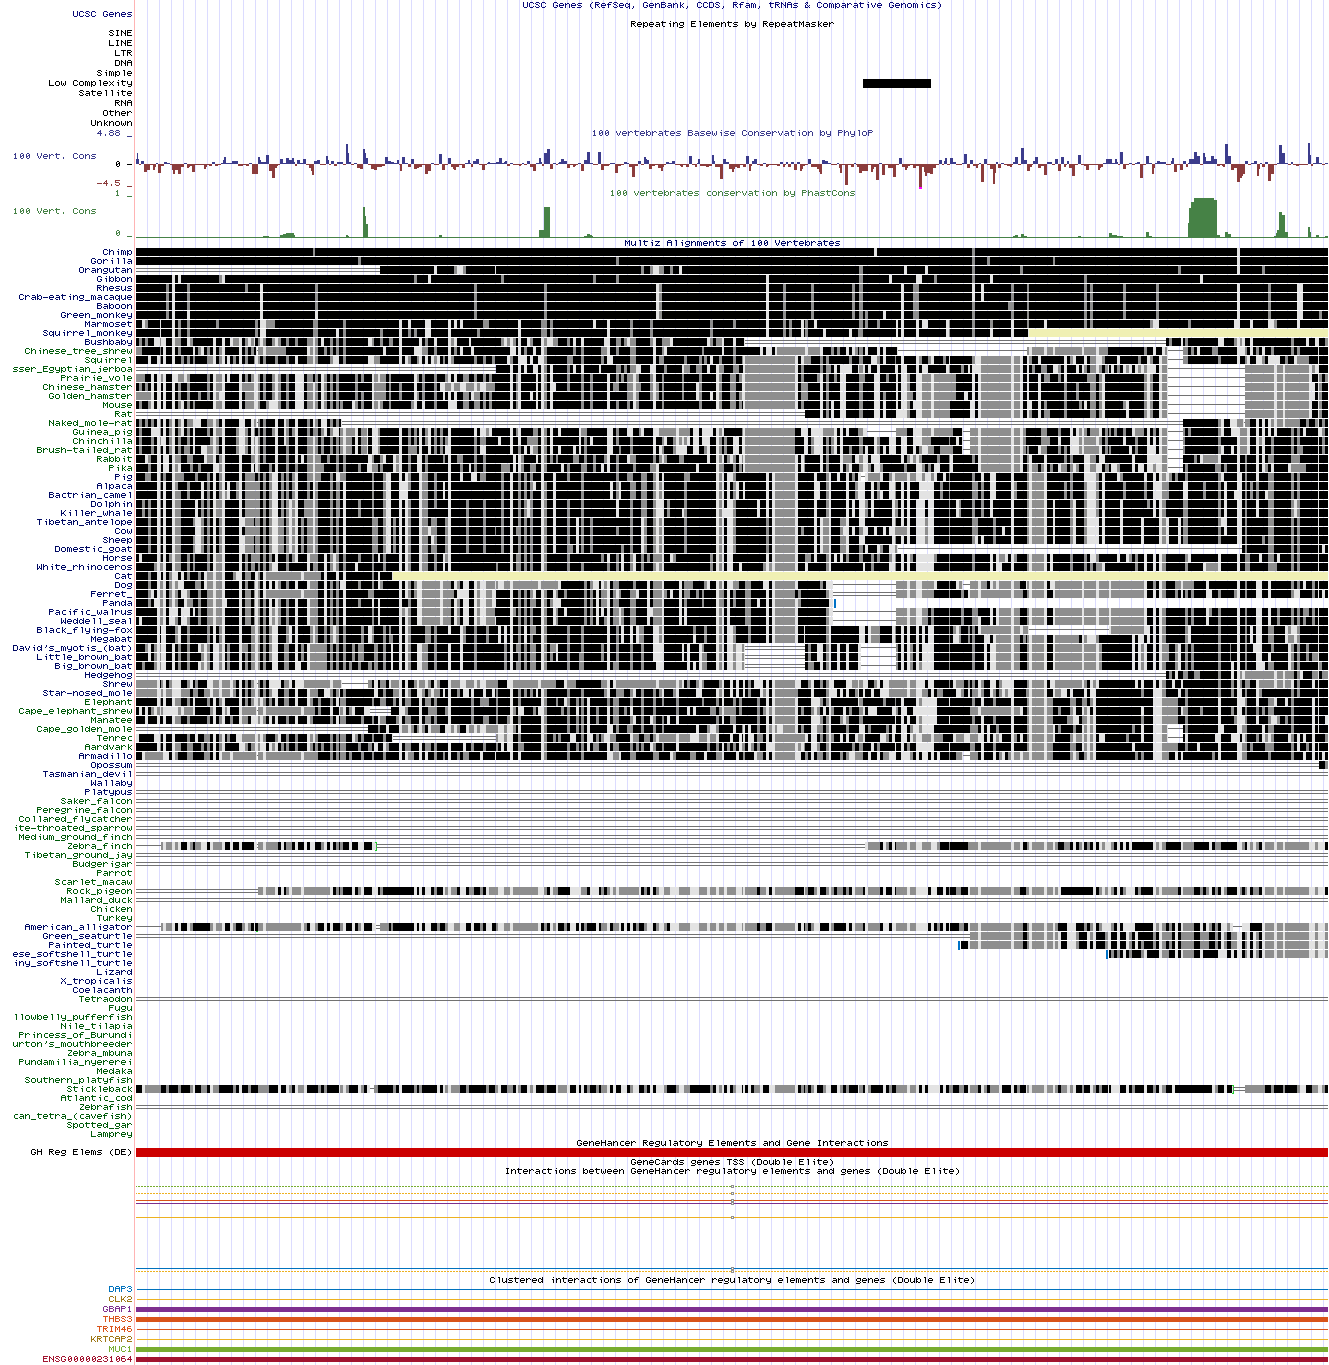 UCSC Genes (RefSeq, GenBank, CCDS, Rfam, tRNAs & Comparative Genomics)
UCSC Genes
Repeating Elements by RepeatMasker
SINE
LINE
LTR
DNA
Simple
Low Complexity
Satellite
RNA
Other
Unknown
4.88 _
100 vertebrates Basewise Conservation by PhyloP
100 Vert. Cons
0 _
-4.5 _
1 _
100 vertebrates conservation by PhastCons
100 Vert. Cons
0 _
Multiz Alignments of 100 Vertebrates
Chimp
Gorilla
Orangutan
Gibbon
Rhesus
Crab-eating_macaque
Baboon
Green_monkey
Marmoset
Squirrel_monkey
Bushbaby
Chinese_tree_shrew
Squirrel
sser_Egyptian_jerboa
Prairie_vole
Chinese_hamster
Golden_hamster
Mouse
Rat
Naked_mole-rat
Guinea_pig
Chinchilla
Brush-tailed_rat
Rabbit
Pika
Pig
Alpaca
Bactrian_camel
Dolphin
Killer_whale
Tibetan_antelope
Cow
Sheep
Domestic_goat
Horse
White_rhinoceros
Cat
Dog
Ferret_
Panda
Pacific_walrus
Weddell_seal
Black_flying-fox
Megabat
David's_myotis_(bat)
Little_brown_bat
Big_brown_bat
Hedgehog
Shrew
Star-nosed_mole
Elephant
Cape_elephant_shrew
Manatee
Cape_golden_mole
Tenrec
Aardvark
Armadillo
Opossum
Tasmanian_devil
Wallaby
Platypus
Saker_falcon
Peregrine_falcon
Collared_flycatcher
ite-throated_sparrow
Medium_ground_finch
Zebra_finch
Tibetan_ground_jay
Budgerigar
Parrot
Scarlet_macaw
Rock_pigeon
Mallard_duck
Chicken
Turkey
American_alligator
Green_seaturtle
Painted_turtle
ese_softshell_turtle
iny_softshell_turtle
Lizard
X_tropicalis
Coelacanth
Tetraodon
Fugu
llowbelly_pufferfish
Nile_tilapia
Princess_of_Burundi
urton's_mouthbreeder
Zebra_mbuna
Pundamilia_nyererei
Medaka
Southern_platyfish
Stickleback
Atlantic_cod
Zebrafish
can_tetra_(cavefish)
Spotted_gar
Lamprey
GeneHancer Regulatory Elements and Gene Interactions
GH Reg Elems (DE)
GeneCards genes TSS (Double Elite)
Interactions between GeneHancer regulatory elements and genes (Double Elite)
Clustered interactions of GeneHancer regulatory elements and genes (Double Elite)
DAP3
CLK2
GBAP1
THBS3
TRIM46
KRTCAP2
MUC1
ENSG00000231064